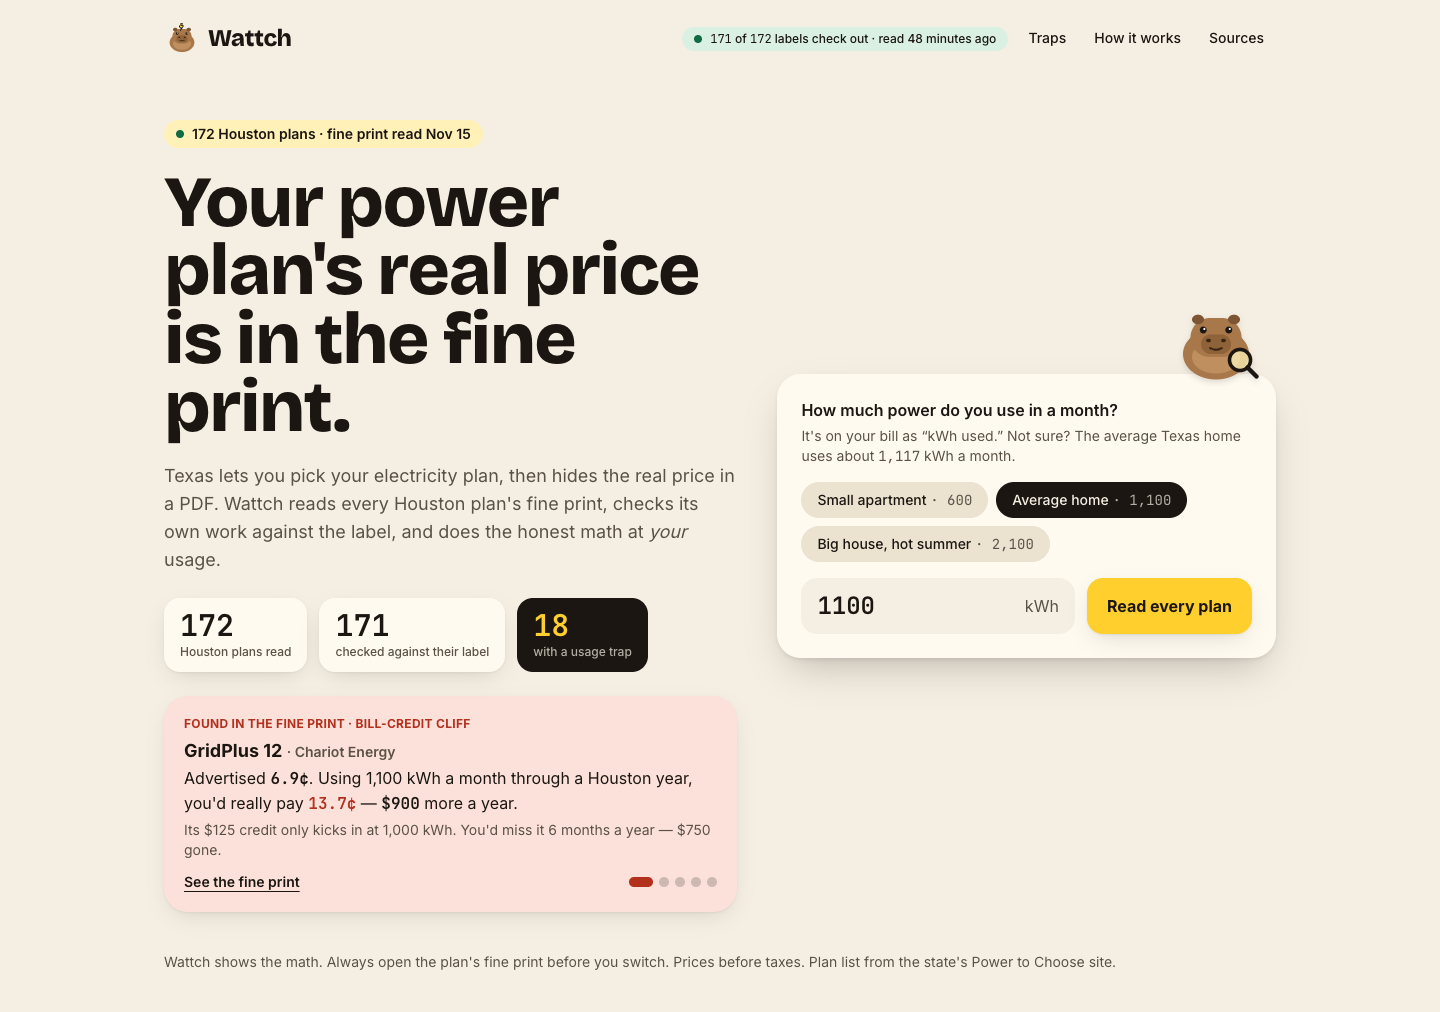 Wattch
171 of 172 labels check out · read 48 minutes ago
Traps
How it works
Sources
172 Houston plans · fine print read Nov 15
Your power
plan's real price
is in the fine
print.
Texas lets you pick your electricity plan, then hides the real price in
a PDF. Wattch reads every Houston plan's fine print, checks its
own work against the label, and does the honest math at your
usage.
172
Houston plans read
171
checked against their label
18
with a usage trap
FOUND IN THE FINE PRINT · BILL-CREDIT CLIFF
GridPlus 12 · Chariot Energy
Advertised 6.9¢. Using 1,100 kWh a month through a Houston year,
you'd really pay 13.7¢ — $900 more a year.
Its $125 credit only kicks in at 1,000 kWh. You'd miss it 6 months a year — $750
gone.
See the fine print
How much power do you use in a month?
It's on your bill as “kWh used.” Not sure? The average Texas home
uses about 1,117 kWh a month.
Small apartment · 600
Average home · 1,100
Big house, hot summer · 2,100
1100 kWh
Read every plan
Wattch shows the math. Always open the plan's fine print before you switch. Prices before taxes. Plan list from the state's Power to Choose site.